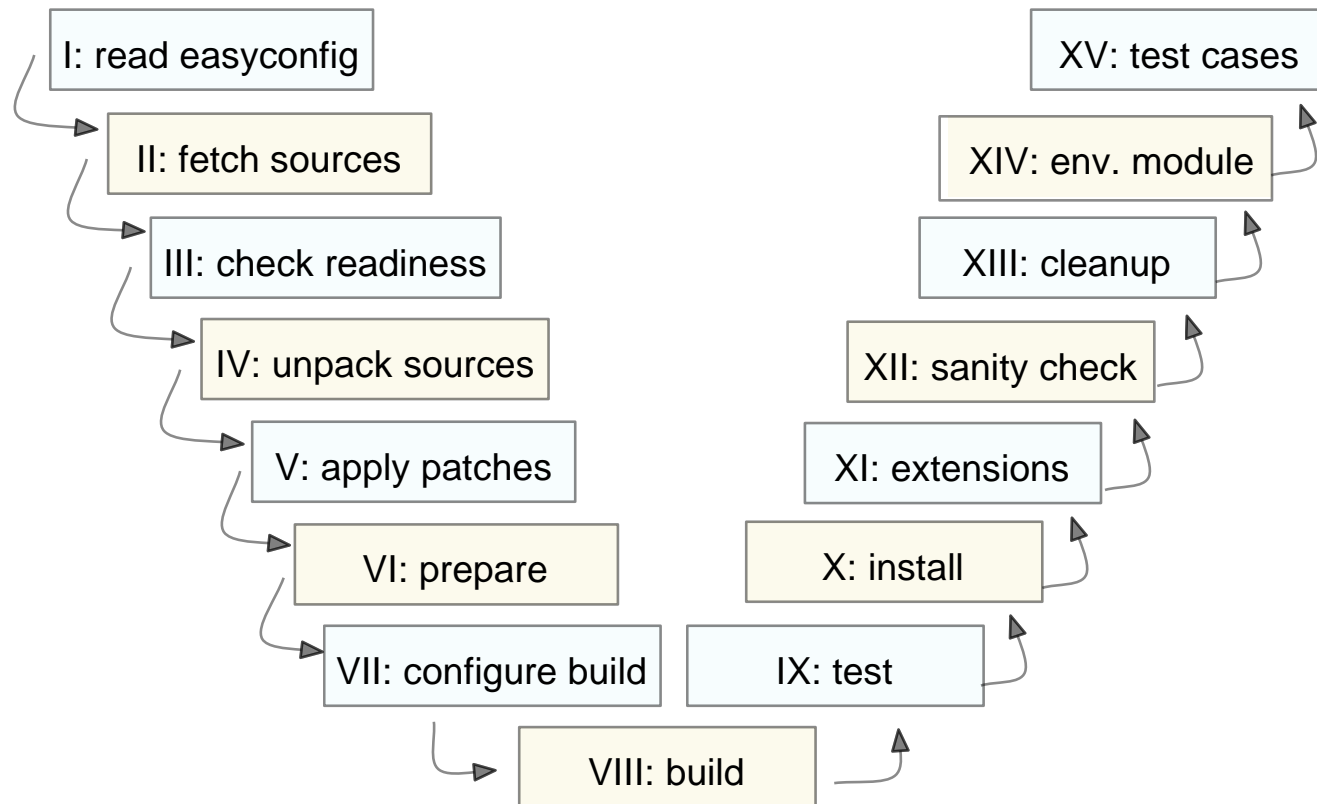 I: read easyconfig
II: fetch sources
III: check readiness
IV: unpack sources
V: apply patches
VI: prepare
VII: configure build
VIII: build
IX: test
X: install
XI: extensions
XII: sanity check
XIII: cleanup
XIV: env. module
XV: test cases